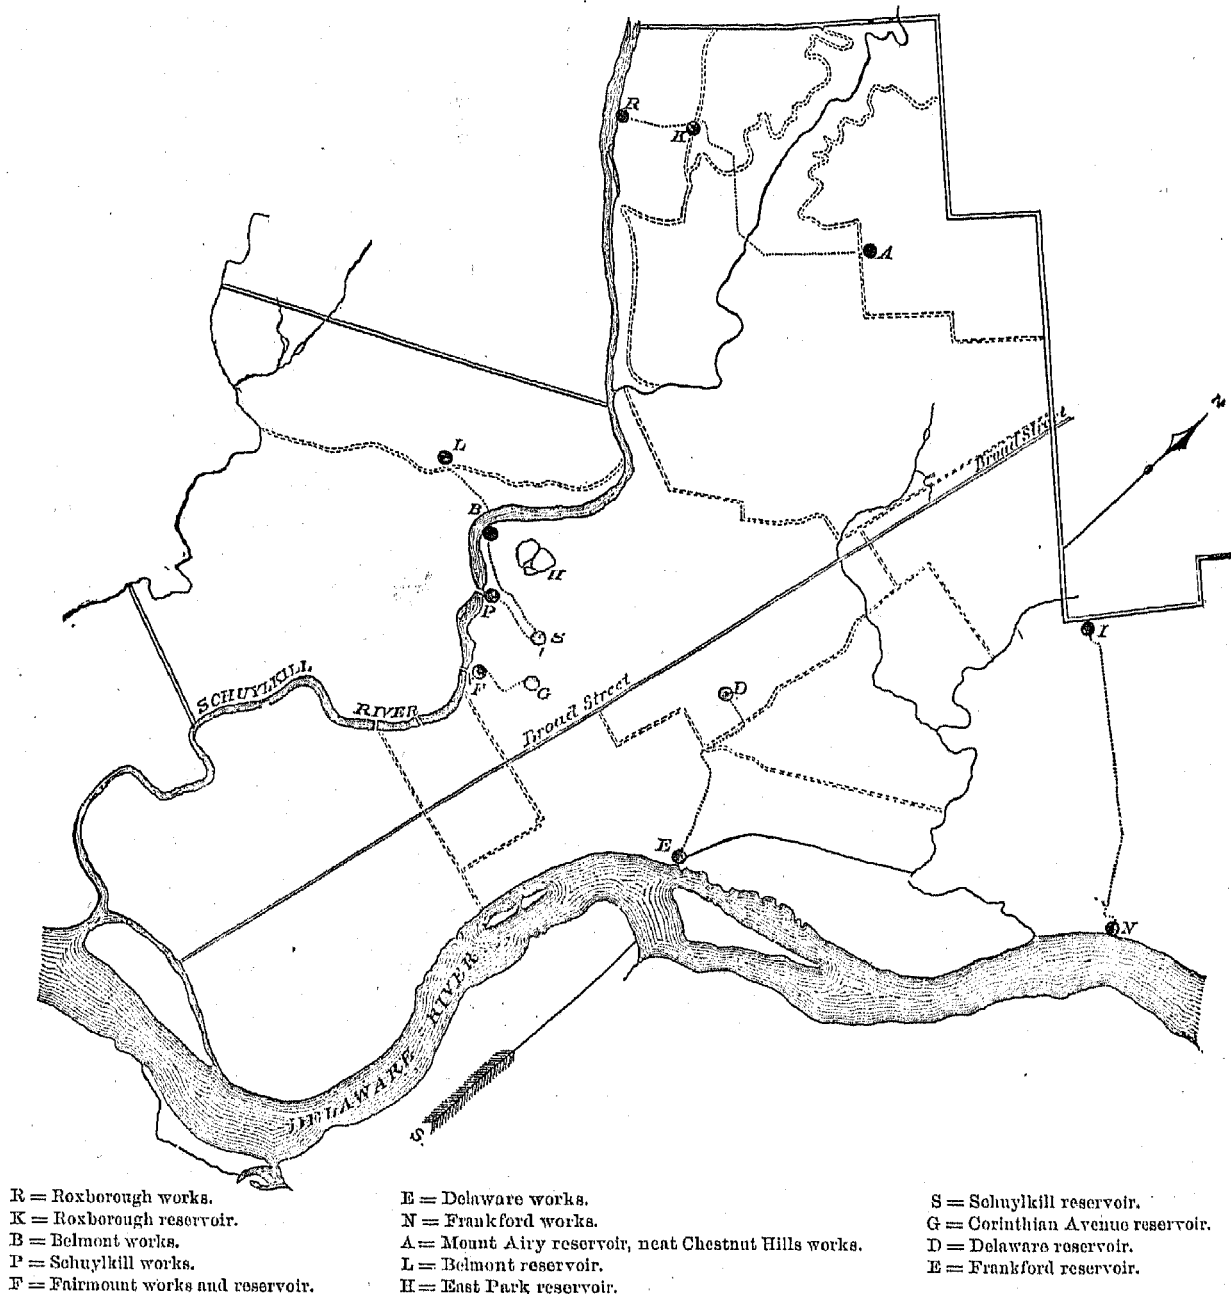 R
K
A
N
Broad Street
L
B
H
P
S
I
SCHUYLKILL
RIVER
F
G
D
Broad Street
E
N
DELAWARE RIVER
S.
R = Roxborough works.
K = Roxborough reservoir.
B = Belmont works.
P = Schuylkill works.
F = Fairmount works and reservoir.
E = Delaware works.
N = Frankford works.
A = Mount Airy reservoir, neat Chestnut Hills works.
L = Belmont reservoir.
H = East Park reservoir.
S = Schuylkill reservoir.
G = Corinthian Avenue reservoir.
D = Delaware reservoir.
E = Frankford reservoir.